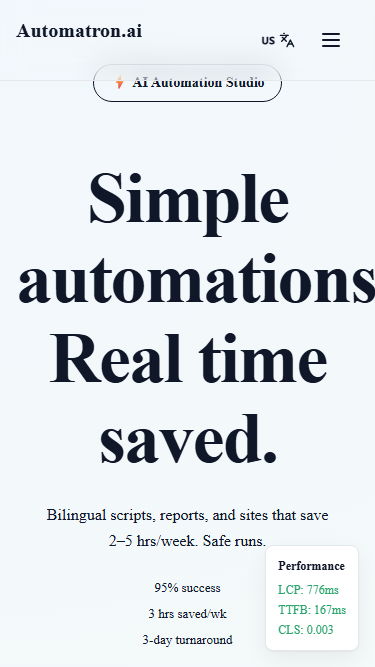 Automatron.ai
US
AI Automation Studio
Simple
automations
Real time
saved.
Bilingual scripts, reports, and sites that save
2–5 hrs/week. Safe runs.
95% success
3 hrs saved/wk
3-day turnaround
Performance
LCP: 776ms
TTFB: 167ms
CLS: 0.003